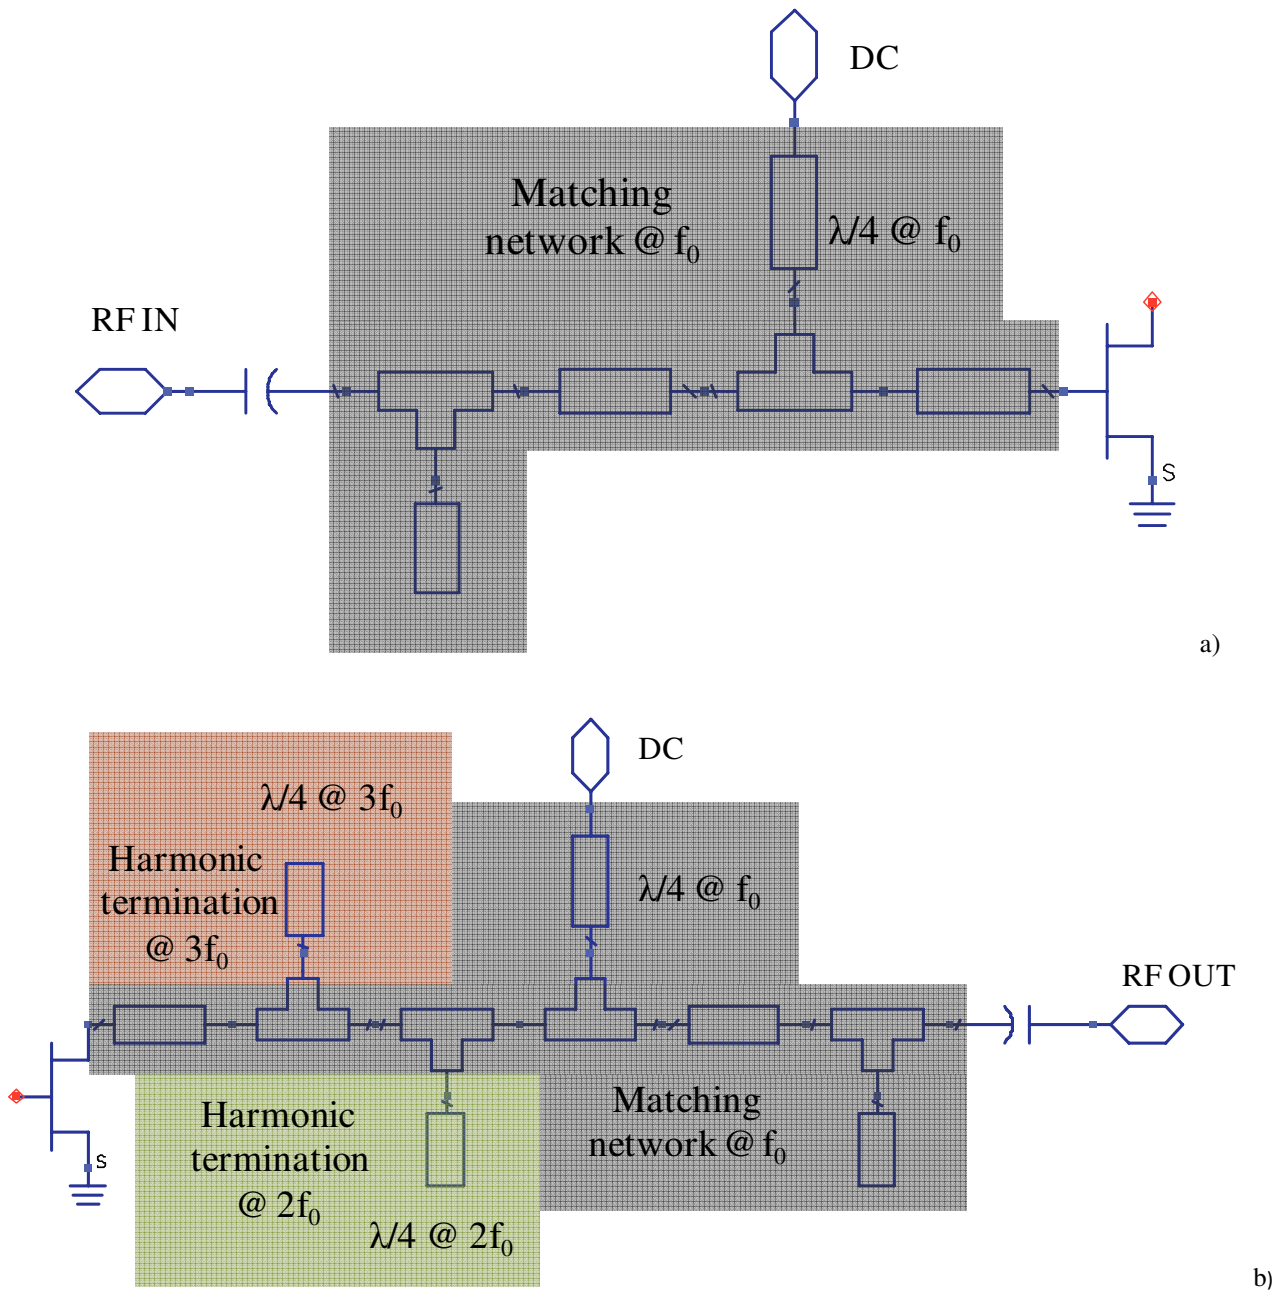 DC
Matching
network @ f₀
λ/4 @ f₀
RF IN
S
a)
DC
λ/4 @ 3f₀
Harmonic
termination
@ 3f₀
λ/4 @ f₀
RF OUT
Harmonic
termination
@ 2f₀
Matching
network @ f₀
S
λ/4 @ 2f₀
b)